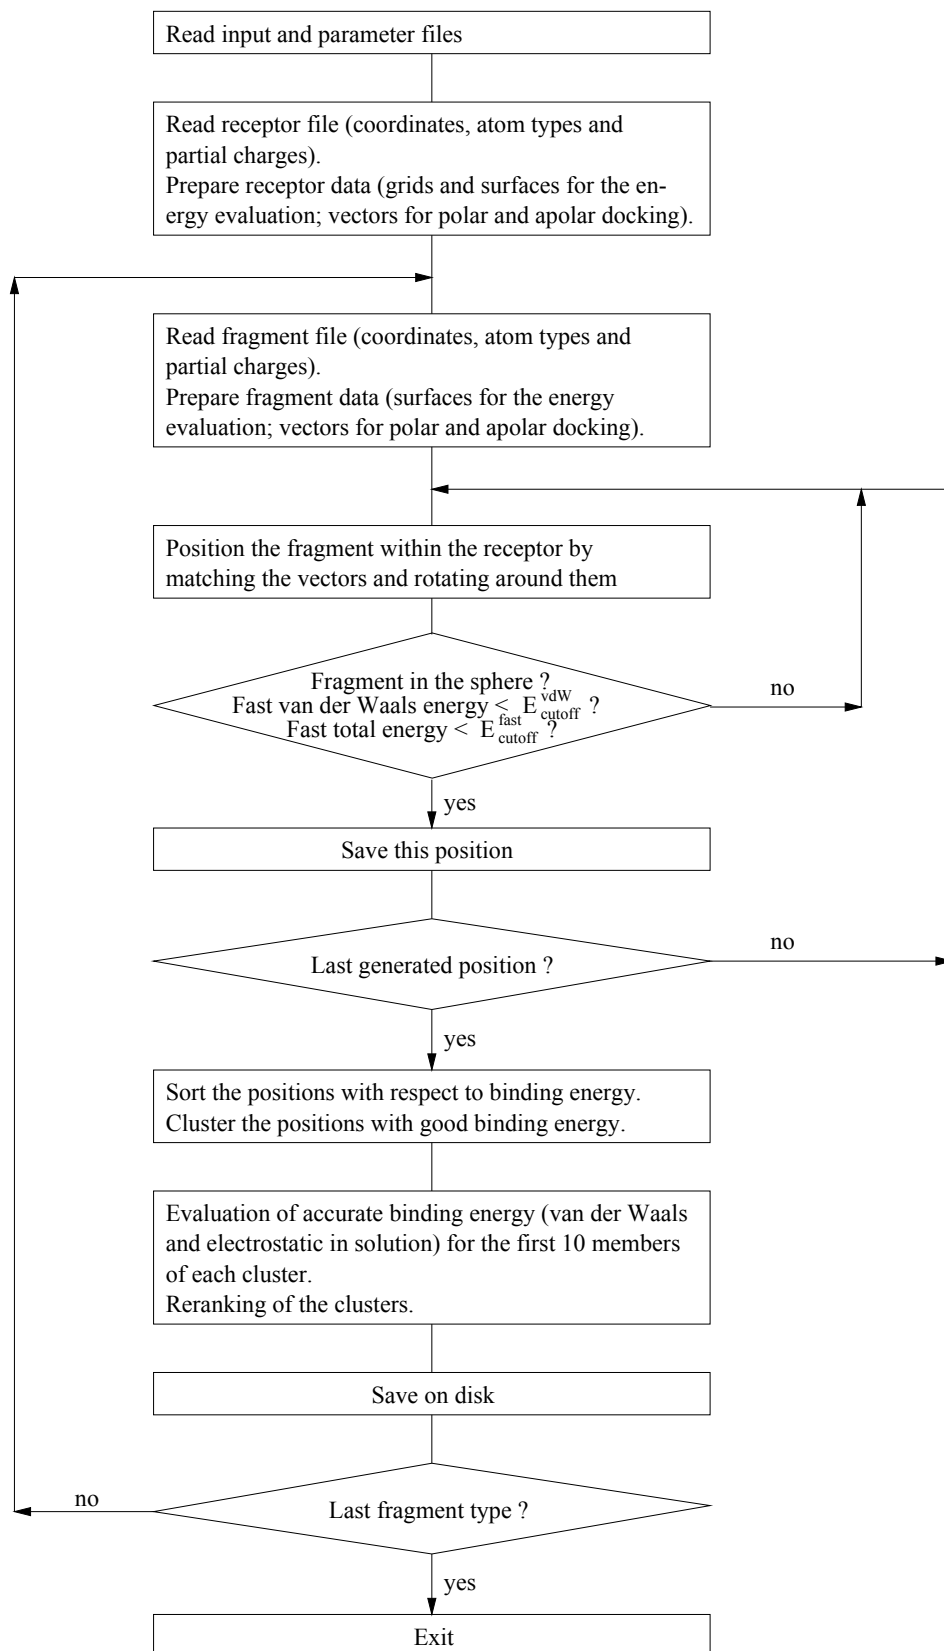 Read input and parameter files
Read receptor file (coordinates, atom types and
partial charges).
Prepare receptor data (grids and surfaces for the en-
ergy evaluation; vectors for polar and apolar docking).
Read fragment file (coordinates, atom types and
partial charges).
Prepare fragment data (surfaces for the energy
evaluation; vectors for polar and apolar docking).
Position the fragment within the receptor by
matching the vectors and rotating around them
Fragment in the sphere ?
Fast van der Waals energy < E^{vdW}_{cutoff} ?
Fast total energy < E^{fast}_{cutoff} ?
no
yes
Save this position
Last generated position ?
no
yes
Sort the positions with respect to binding energy.
Cluster the positions with good binding energy.
Evaluation of accurate binding energy (van der Waals
and electrostatic in solution) for the first 10 members
of each cluster.
Reranking of the clusters.
Save on disk
Last fragment type ?
no
yes
Exit